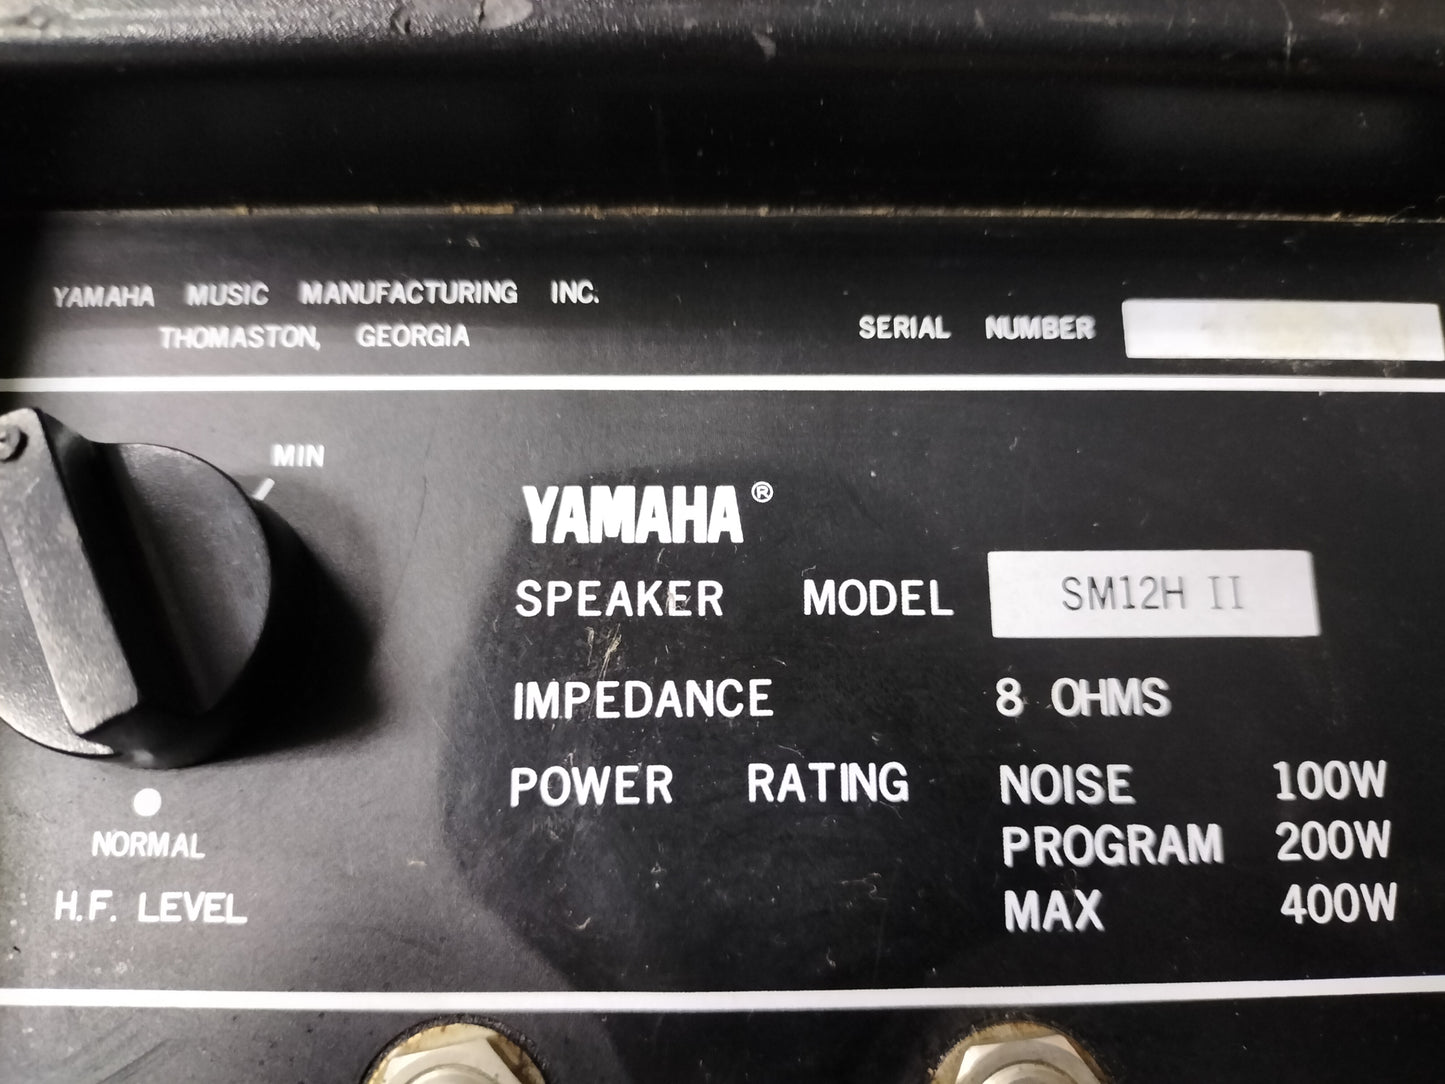 YAMAHA MUSIC MANUFACTURING INC.
THOMASTON, GEORGIA
SERIAL NUMBER
MIN
NORMAL
H.F. LEVEL
YAMAHA®
SPEAKER MODEL SM12H II
IMPEDANCE 8 OHMS
POWER RATING NOISE 100W
PROGRAM 200W
MAX 400W